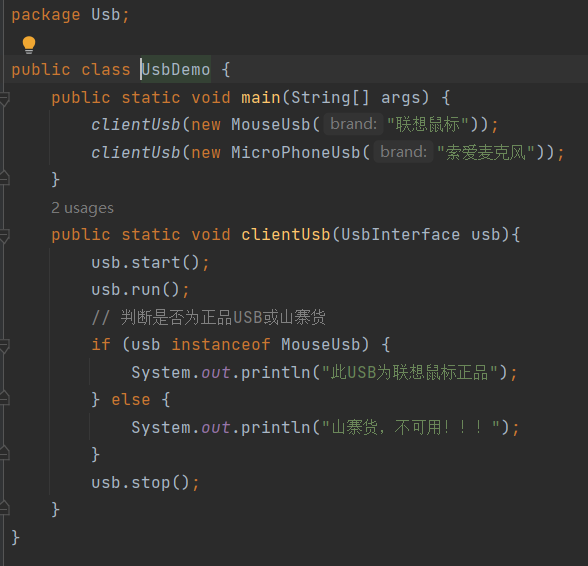 package Usb;
public class UsbDemo {
public static void main(String[] args) {
clientUsb(new MouseUsb( brand: "联想鼠标"));
clientUsb(new MicroPhoneUsb( brand: "索爱麦克风"));
}
2 usages
public static void clientUsb(UsbInterface usb){
usb.start();
usb.run();
// 判断是否为正品USB或山寨货
if (usb instanceof MouseUsb) {
System.out.println("此USB为联想鼠标正品");
} else {
System.out.println("山寨货，不可用！！！");
}
usb.stop();
}
}